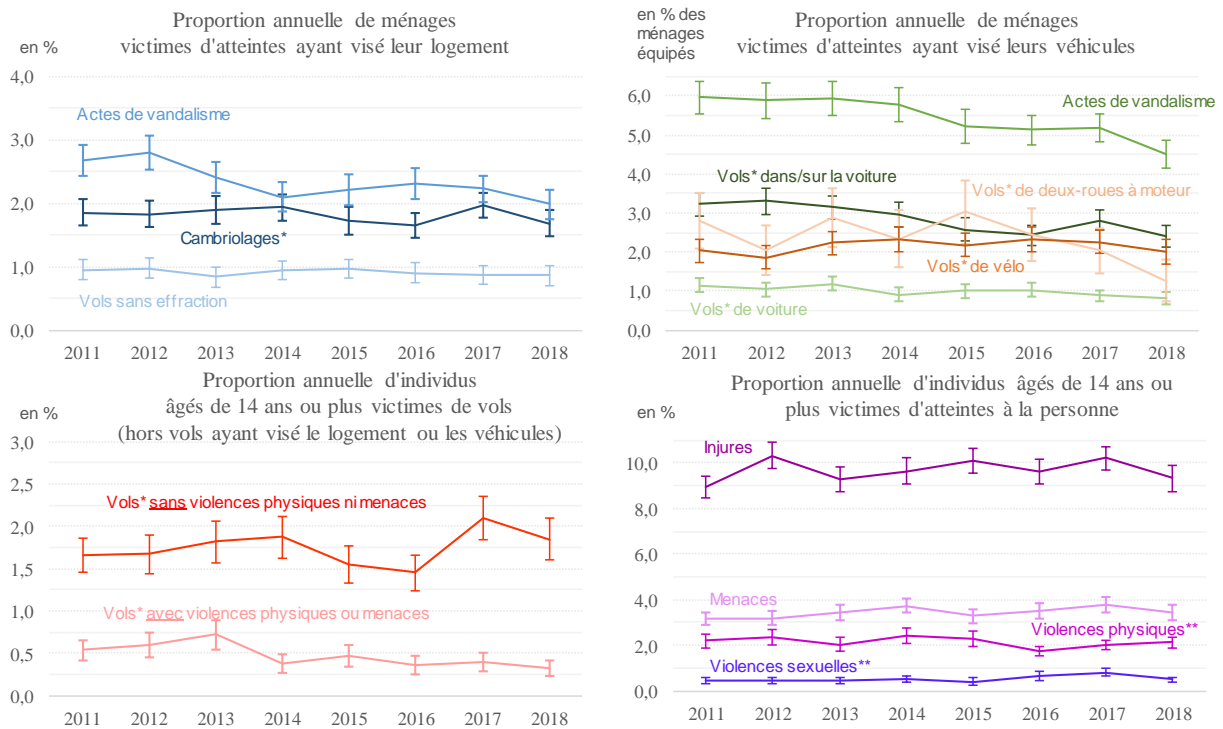 Proportion annuelle de ménages
victimes d'atteintes ayant visé leur logement
en %
4,0
3,0
2,0
1,0
0,0
Actes de vandalisme
Cambriolages*
Vols sans effraction
2011 2012 2013 2014 2015 2016 2017 2018
Proportion annuelle de ménages
victimes d'atteintes ayant visé leurs véhicules
en % des
ménages
équipés
6,0
5,0
4,0
3,0
2,0
1,0
0,0
Actes de vandalisme
Vols* dans/sur la voiture
Vols* de deux-roues à moteur
Vols* de vélo
Vols* de voiture
2011 2012 2013 2014 2015 2016 2017 2018
Proportion annuelle d'individus
âgés de 14 ans ou plus victimes de vols
(hors vols ayant visé le logement ou les véhicules)
en %
3,0
2,5
2,0
1,5
1,0
0,5
0,0
Vols* sans violences physiques ni menaces
Vols* avec violences physiques ou menaces
2011 2012 2013 2014 2015 2016 2017 2018
Proportion annuelle d'individus âgés de 14 ans ou
plus victimes d'atteintes à la personne
en %
10,0
8,0
6,0
4,0
2,0
0,0
Injures
Menaces
Violences physiques**
Violences sexuelles**
2011 2012 2013 2014 2015 2016 2017 2018